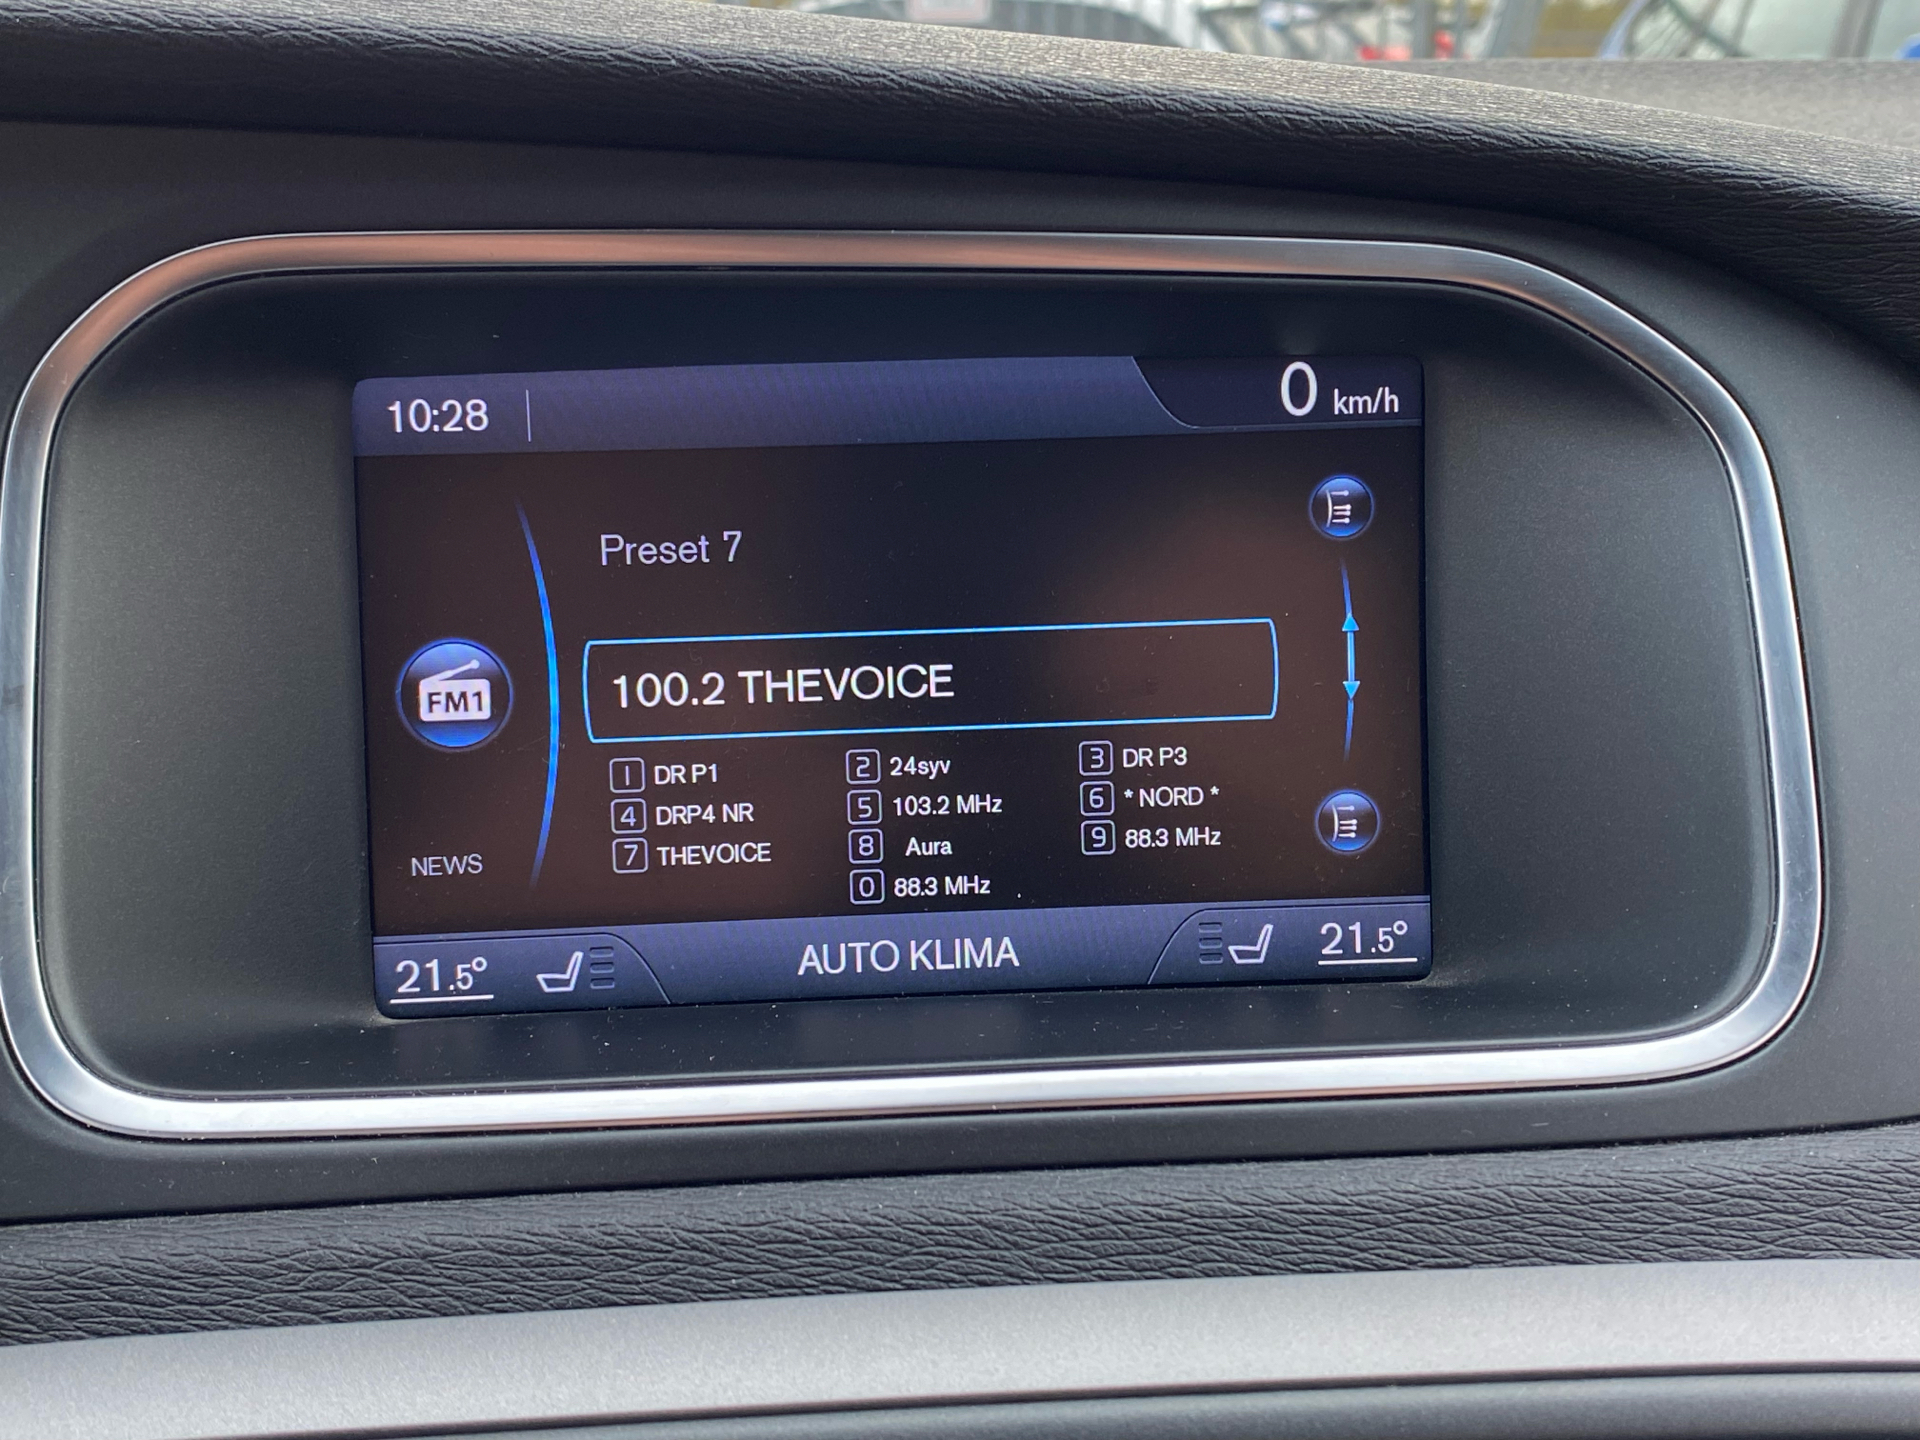 10:28
0 km/h
Preset 7
FM1
100.2 THEVOICE
1 DR P1 2 24syv 3 DR P3
4 DRP4 NR 5 103.2 MHz 6 * NORD *
7 THEVOICE 8 Aura 9 88.3 MHz
0 88.3 MHz
NEWS
21.5° AUTO KLIMA 21.5°